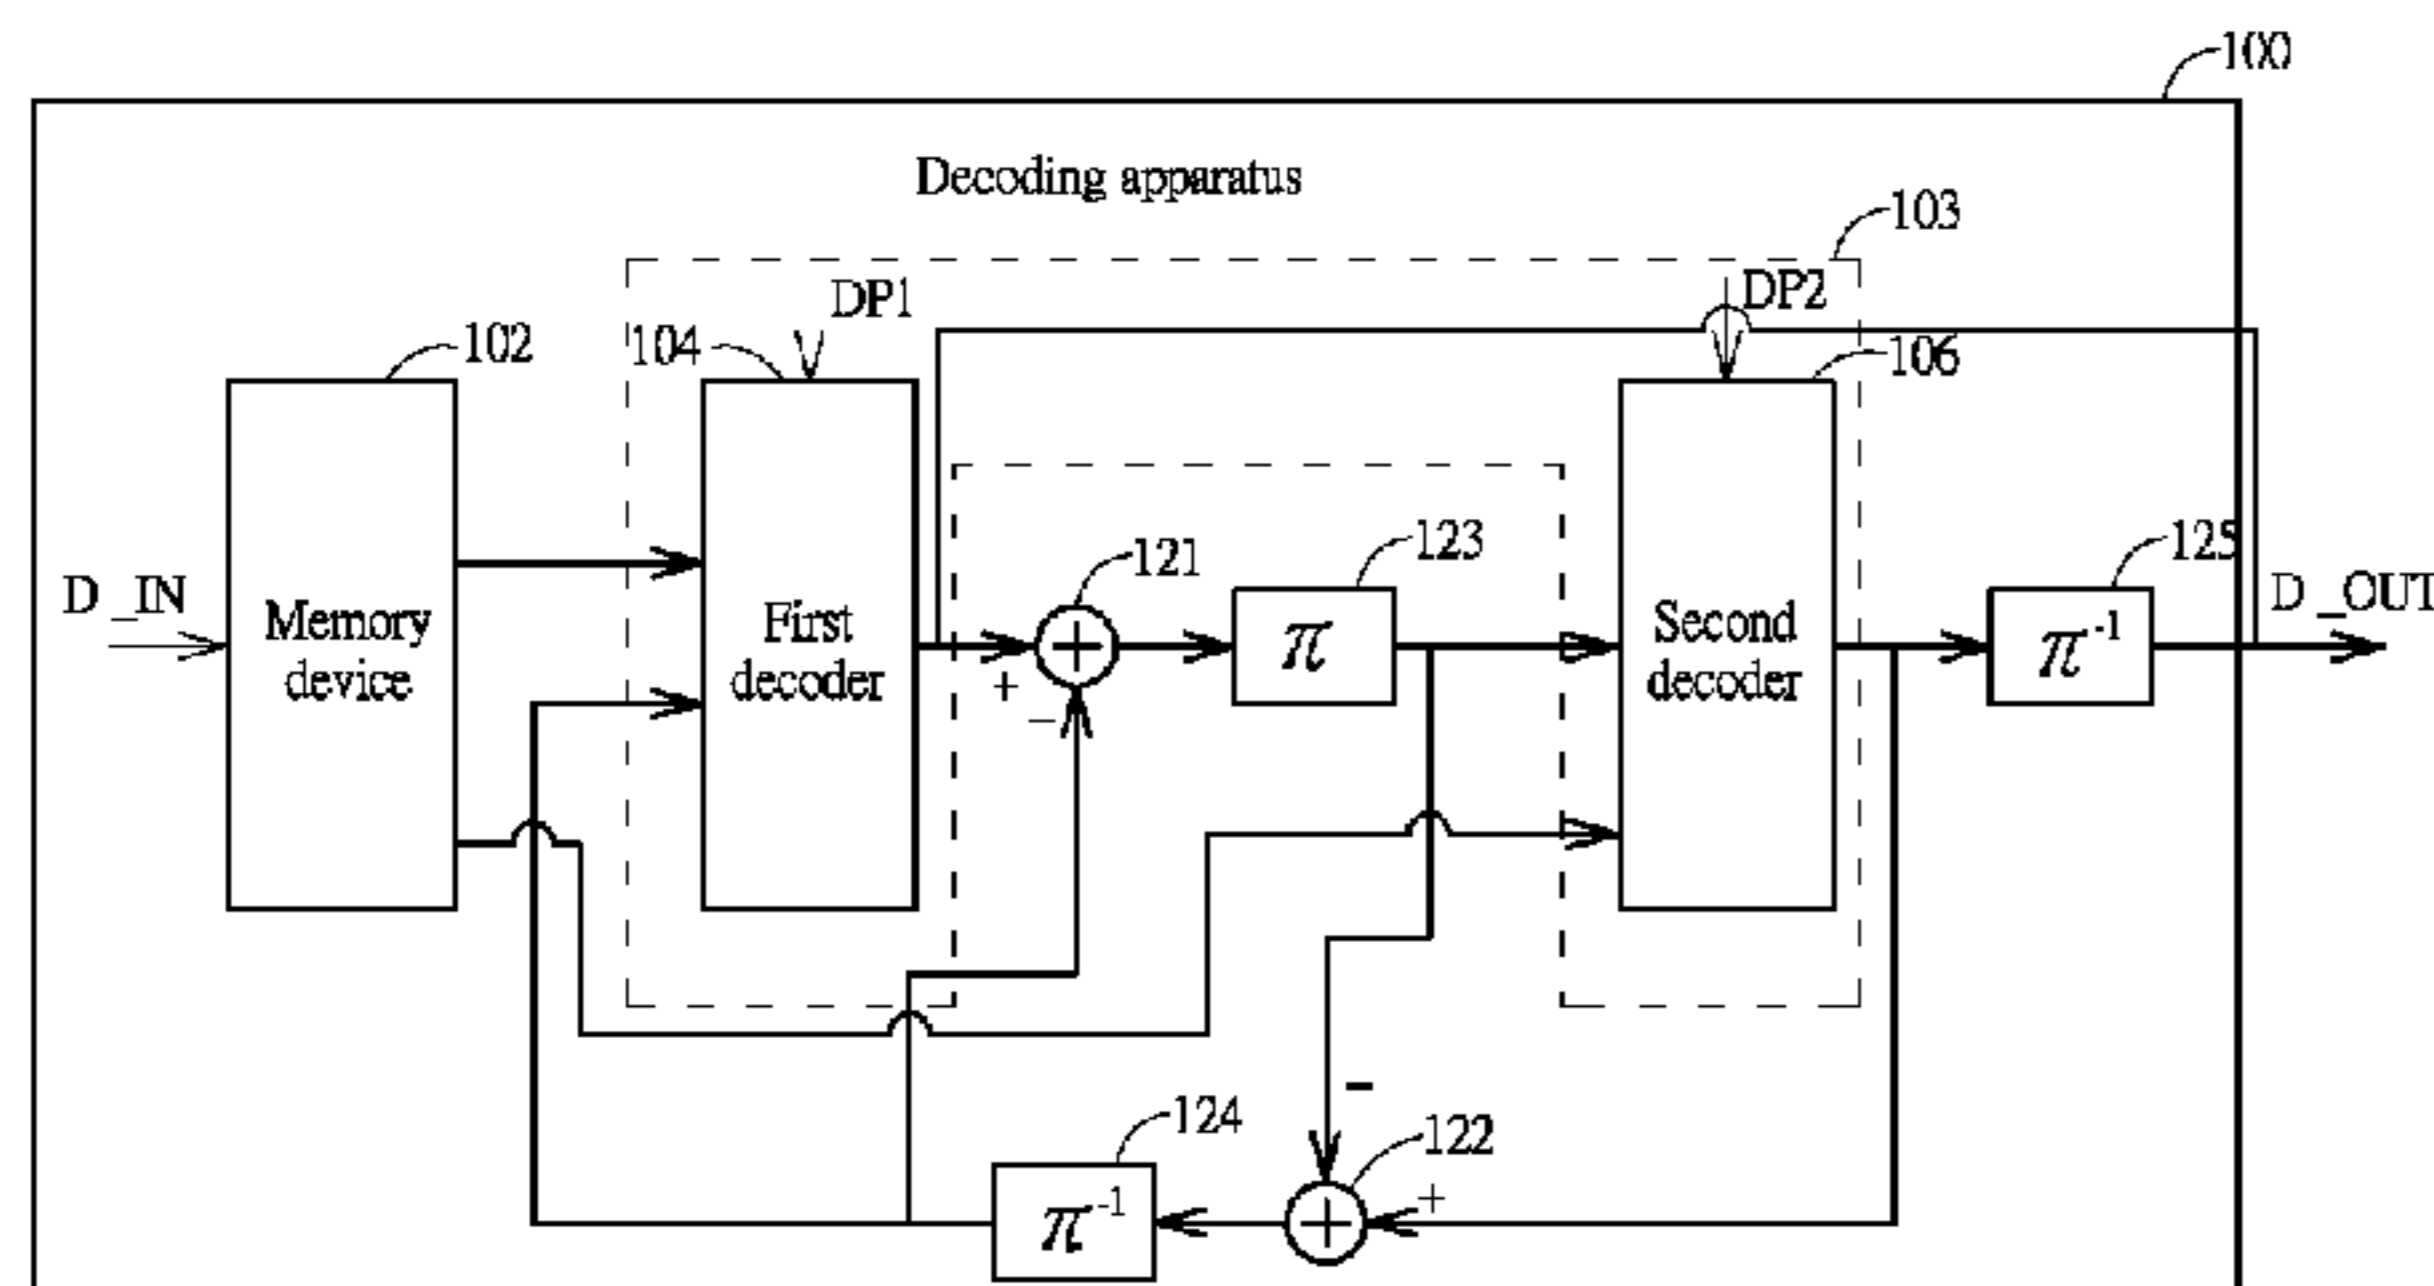 100
Decoding apparatus
103
DP1
DP2
102
104
106
121
123
125
D_IN
Memory
device
First
decoder
+
π
Second
decoder
π-1
D_OUT
+
−
-
124
122
π-1
+
+